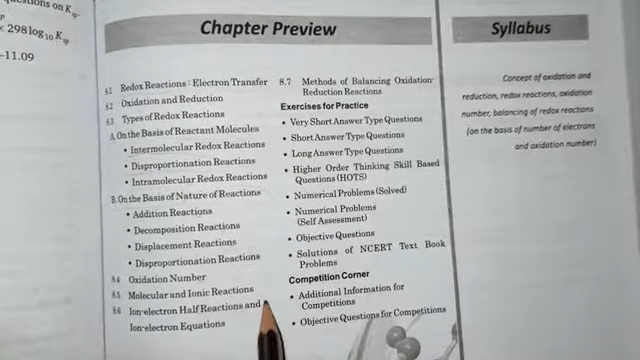 estions on K
sp
p
× 298 log₁₀ K
sp
–11.09
Chapter Preview
8.1 Redox Reactions : Electron Transfer
8.2 Oxidation and Reduction
8.3 Types of Redox Reactions
A. On the Basis of Reactant Molecules
• Intermolecular Redox Reactions
• Disproportionation Reactions
• Intramolecular Redox Reactions
B. On the Basis of Nature of Reactions
• Addition Reactions
• Decomposition Reactions
• Displacement Reactions
• Disproportionation Reactions
8.4 Oxidation Number
8.5 Molecular and Ionic Reactions
8.6 Ion-electron Half Reactions and
Ion-electron Equations
8.7 Methods of Balancing Oxidation-
Reduction Reactions
Exercises for Practice
• Very Short Answer Type Questions
• Short Answer Type Questions
• Long Answer Type Questions
• Higher Order Thinking Skill Based
Questions (HOTS)
• Numerical Problems (Solved)
• Numerical Problems
(Self Assessment)
• Objective Questions
• Solutions of NCERT Text Book
Problems
Competition Corner
• Additional Information for
Competitions
• Objective Questions for Competitions
Syllabus
Concept of oxidation and
reduction, redox reactions, oxidation
number, balancing of redox reactions
(on the basis of number of electrons
and oxidation number)